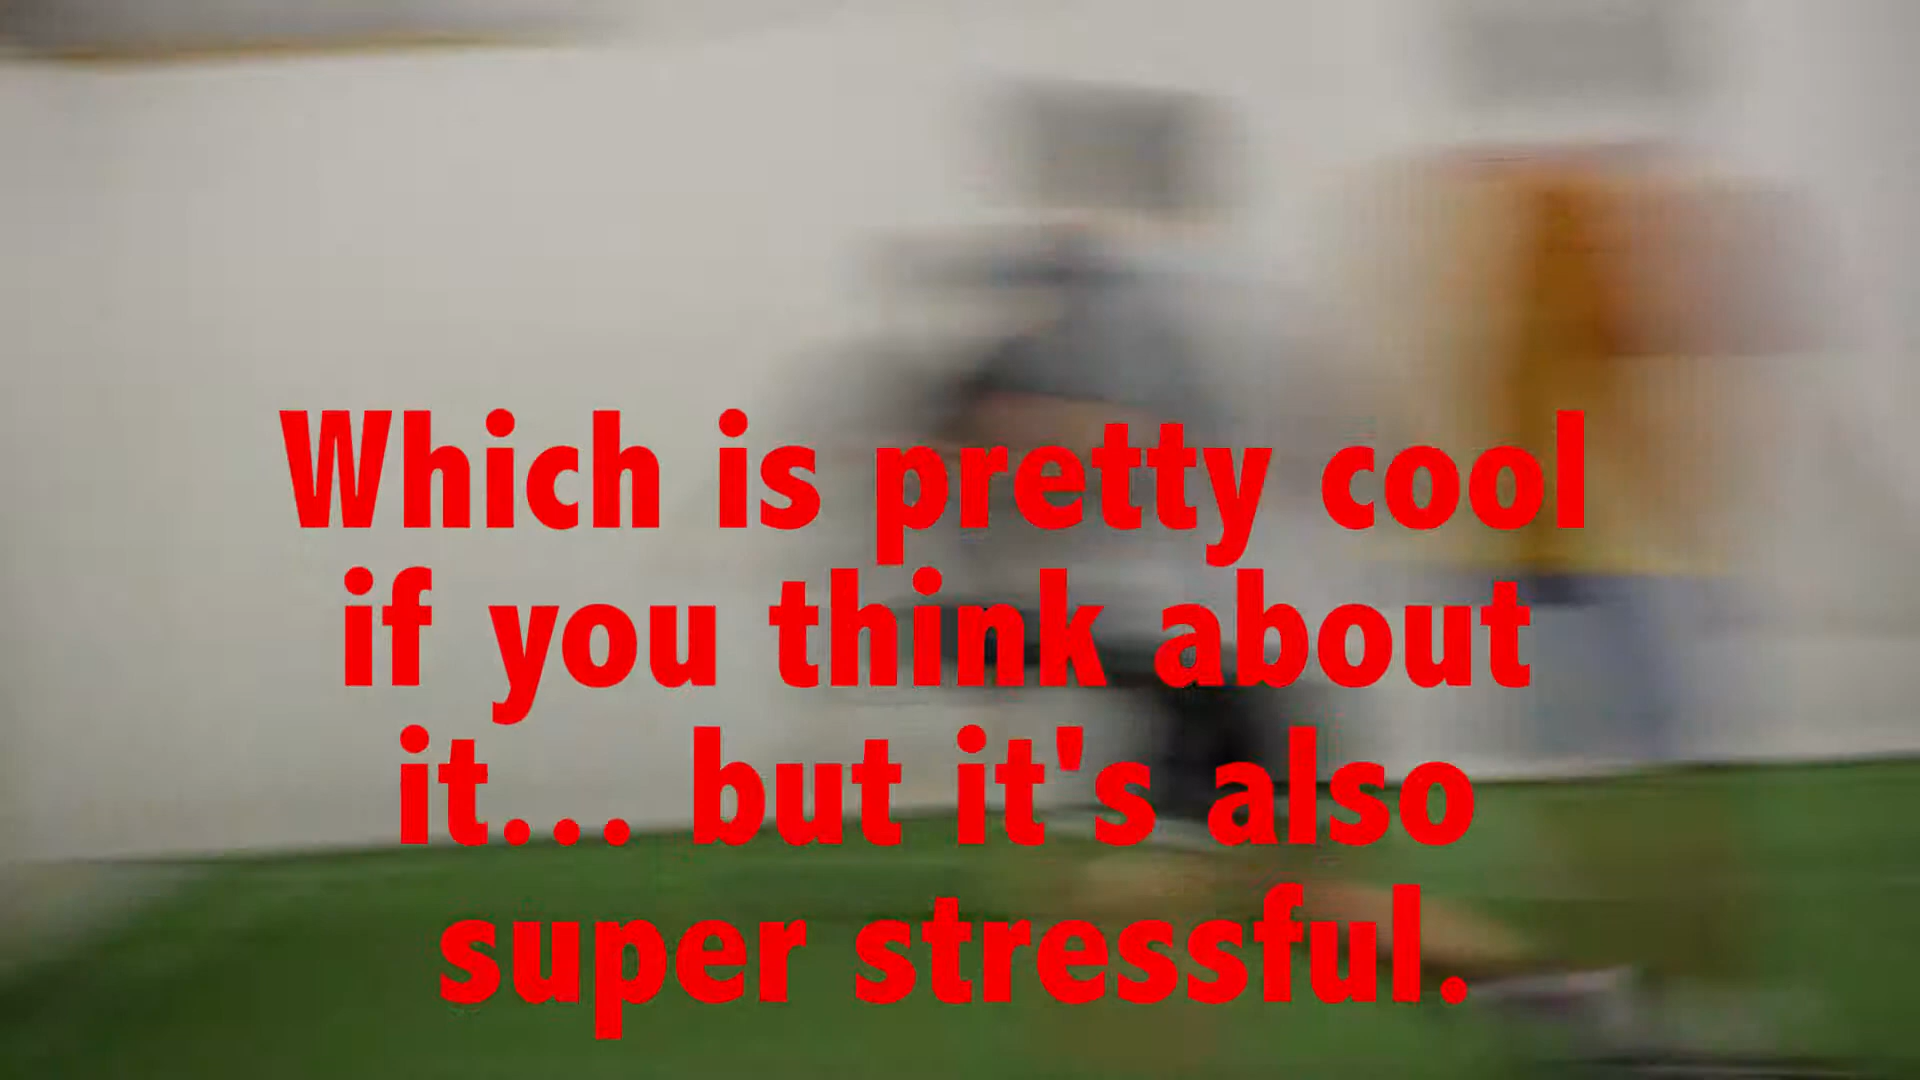 Which is pretty cool
if you think about
it... but it's also
super stressful.